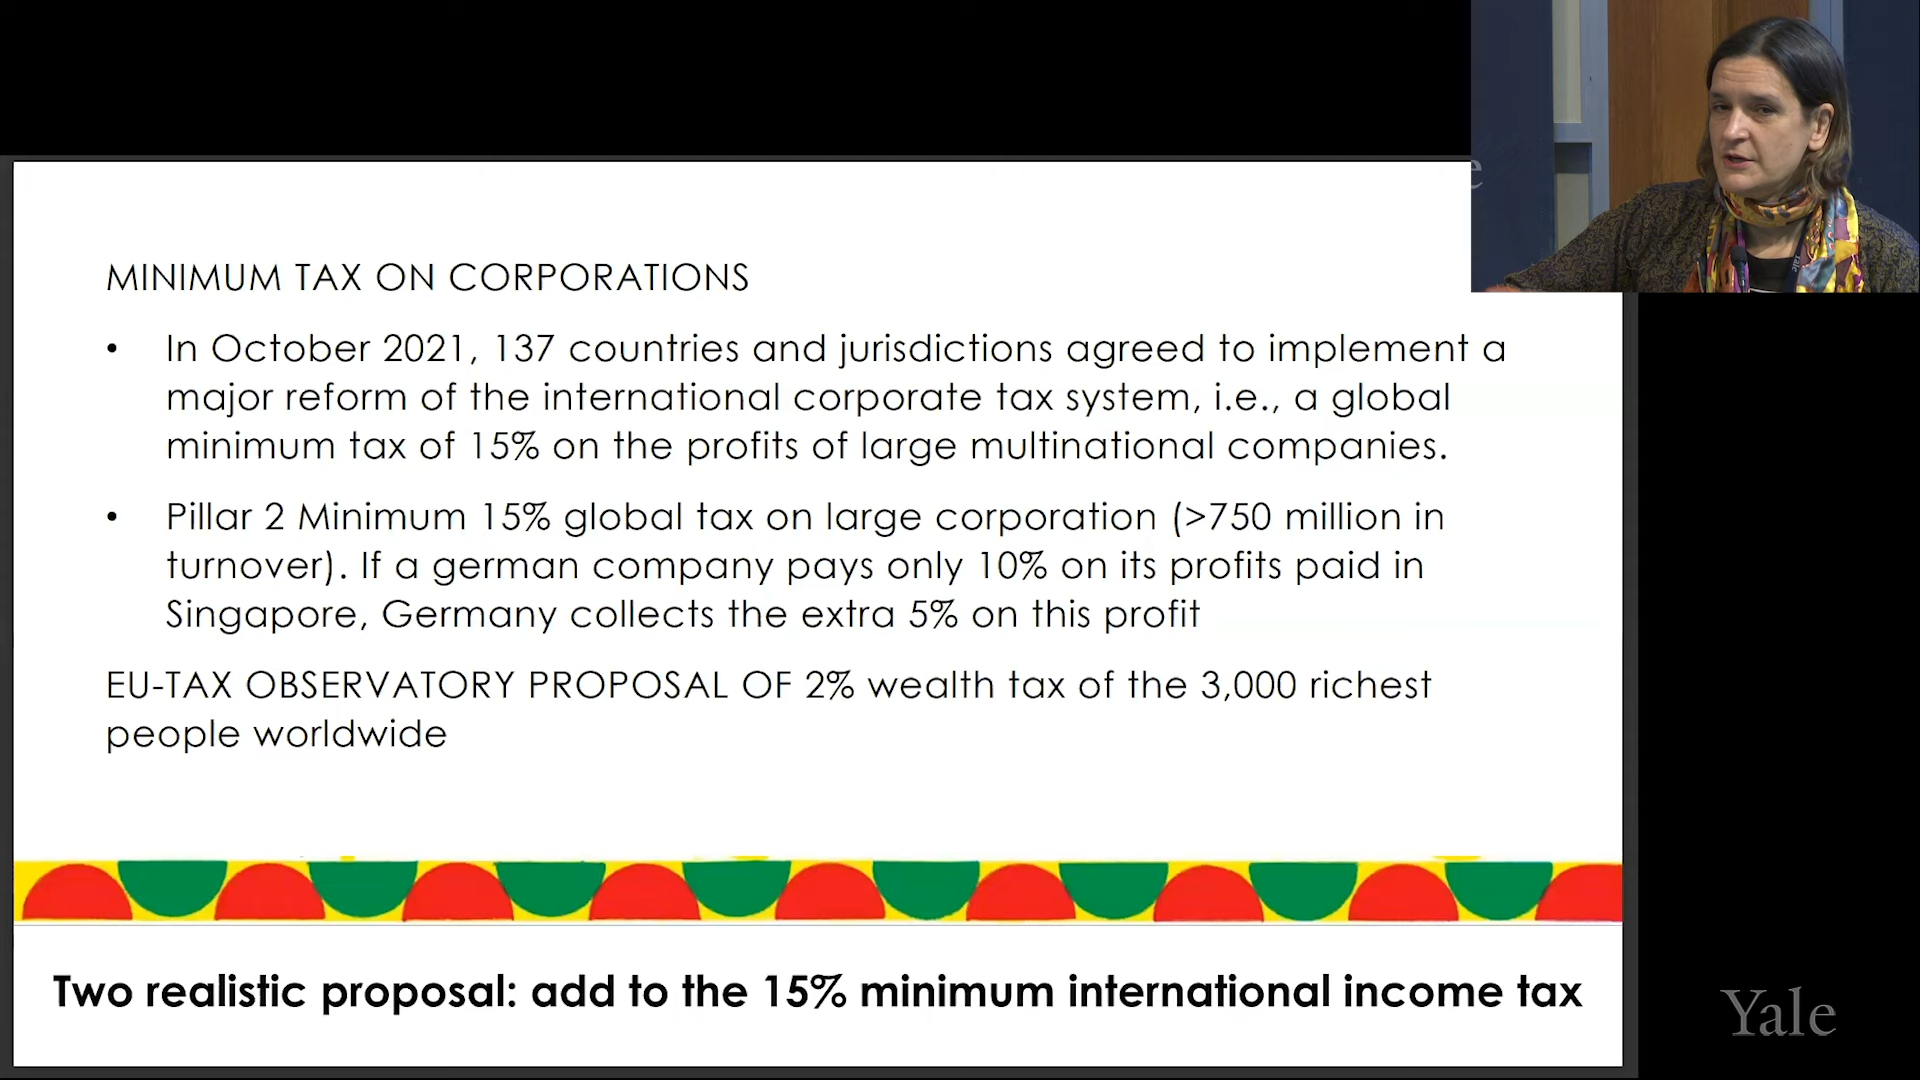 MINIMUM TAX ON CORPORATIONS
• In October 2021, 137 countries and jurisdictions agreed to implement a
major reform of the international corporate tax system, i.e., a global
minimum tax of 15% on the profits of large multinational companies.
• Pillar 2 Minimum 15% global tax on large corporation (>750 million in
turnover). If a german company pays only 10% on its profits paid in
Singapore, Germany collects the extra 5% on this profit
EU-TAX OBSERVATORY PROPOSAL OF 2% wealth tax of the 3,000 richest
people worldwide
Two realistic proposal: add to the 15% minimum international income tax
Yale